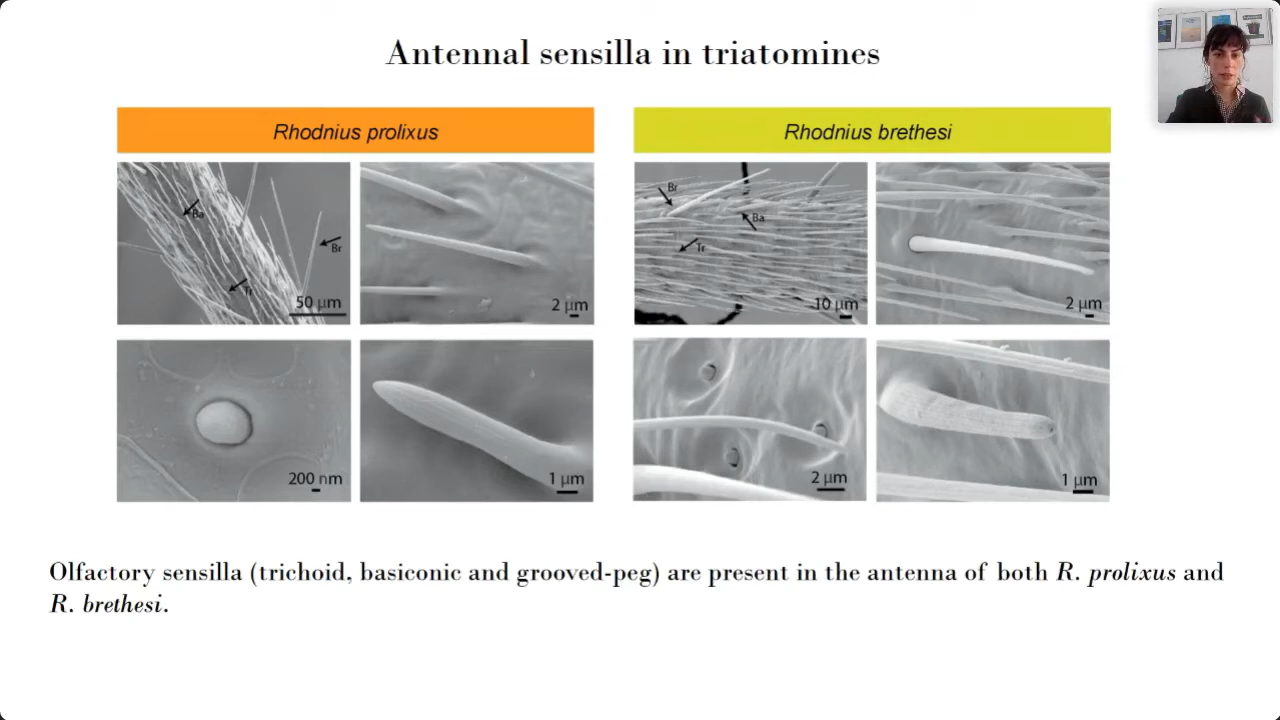 Antennal sensilla in triatomines
Rhodnius prolixus
Rhodnius brethesi
Ba
Br
Tr
50 μm
2 μm
Br
Ba
Tr
10 μm
2 μm
200 nm
1 μm
2 μm
1 μm
Olfactory sensilla (trichoid, basiconic and grooved-peg) are present in the antenna of both R. prolixus and
R. brethesi.